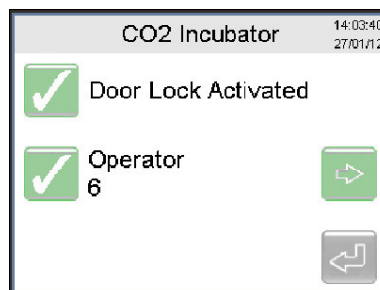 CO2 Incubator
14:03:40
27/01/12
Door Lock Activated
Operator
6